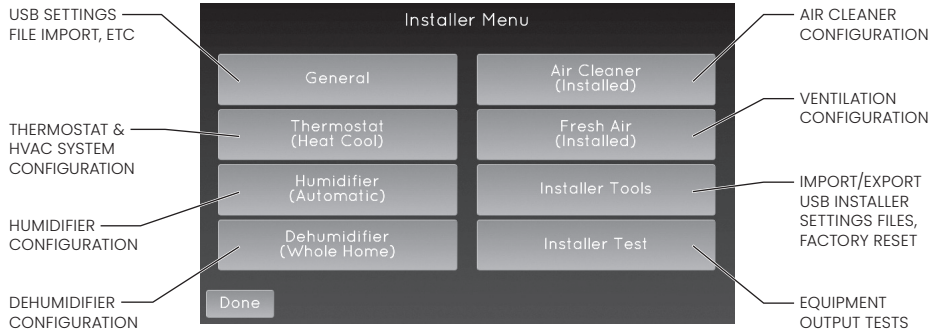 USB SETTINGS
FILE IMPORT, ETC
THERMOSTAT &
HVAC SYSTEM
CONFIGURATION
HUMIDIFIER
CONFIGURATION
DEHUMIDIFIER
CONFIGURATION
Installer Menu
General
Air Cleaner
(Installed)
Thermostat
(Heat Cool)
Fresh Air
(Installed)
Humidifier
(Automatic)
Installer Tools
Dehumidifier
(Whole Home)
Installer Test
Done
AIR CLEANER
CONFIGURATION
VENTILATION
CONFIGURATION
IMPORT/EXPORT
USB INSTALLER
SETTINGS FILES,
FACTORY RESET
EQUIPMENT
OUTPUT TESTS